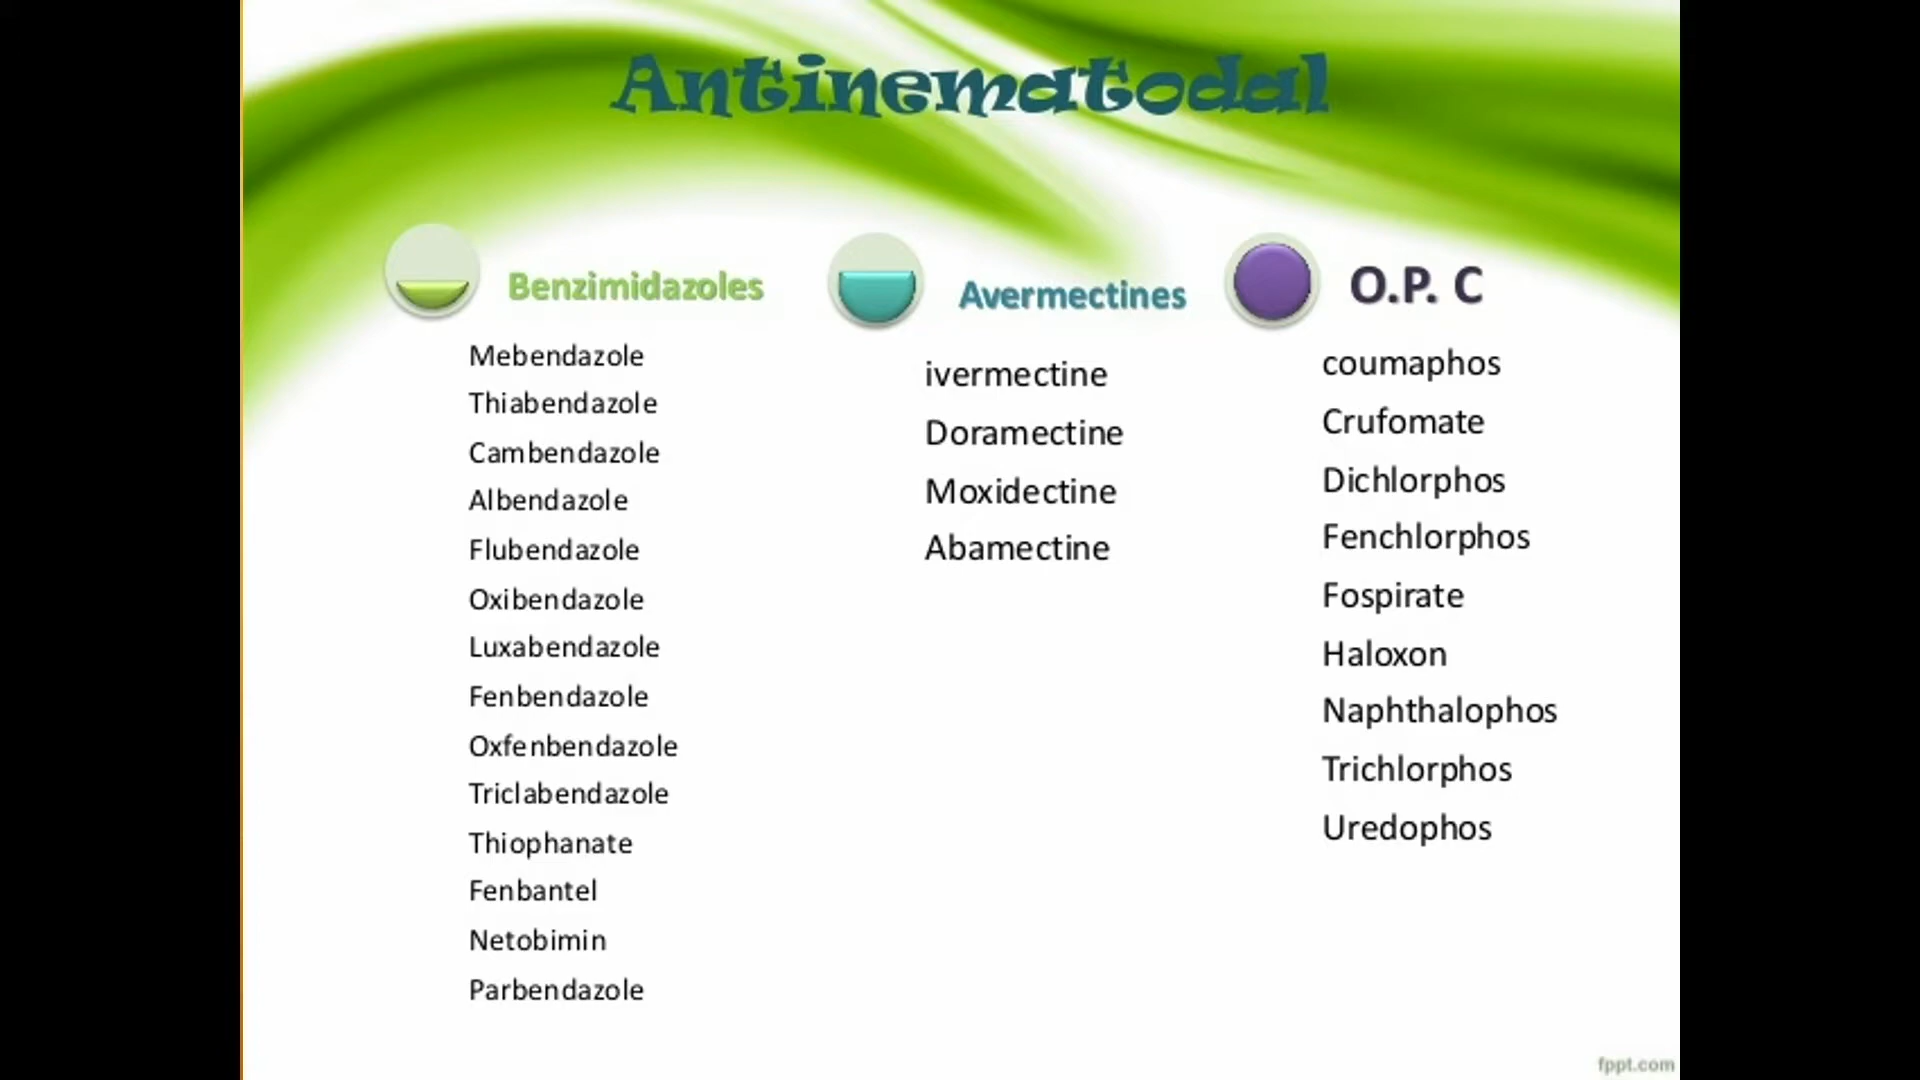 Antinematodal
Benzimidazoles
Mebendazole
Thiabendazole
Cambendazole
Albendazole
Flubendazole
Oxibendazole
Luxabendazole
Fenbendazole
Oxfenbendazole
Triclabendazole
Thiophanate
Fenbantel
Netobimin
Parbendazole
Avermectines
ivermectine
Doramectine
Moxidectine
Abamectine
O.P. C
coumaphos
Crufomate
Dichlorphos
Fenchlorphos
Fospirate
Haloxon
Naphthalophos
Trichlorphos
Uredophos
fppt.com